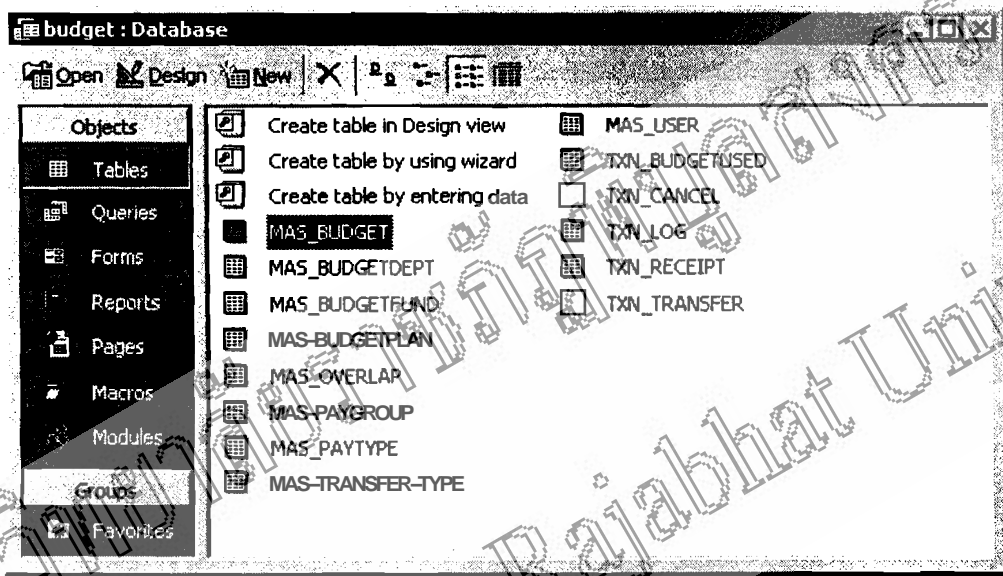 budget : Database
Open Design New
Objects
Tables
Queries
Forms
Reports
Pages
Macros
Modules
Groups
Favorites
Create table in Design view
Create table by using wizard
Create table by entering data
MAS_BUDGET
MAS_BUDGETDEPT
MAS_BUDGETFUND
MAS-BUDGETPLAN
MAS_OVERLAP
MAS-PAYGROUP
MAS_PAYTYPE
MAS-TRANSFER-TYPE
MAS_USER
TXN_BUDGETUSED
TXN_CANCEL
TXN_LOG
TXN_RECEIPT
TXN_TRANSFER
Rajabhat